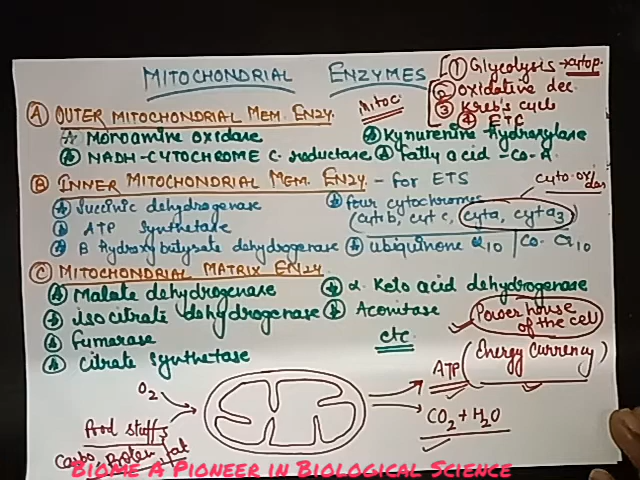 MITOCHONDRIAL ENZYMES
① Glycolysis → cytop.
② Oxidative dec.
③ Kreb's cycle
④ ETC
Mitoc.
Ⓐ OUTER MITOCHONDRIAL MEM. ENZY.
Monoamine oxidase
Kynurenine hydroxylase
NADH-CYTOCHROME C. reductase
fatty acid - Co-A
Ⓑ INNER MITOCHONDRIAL MEM. ENZY - for ETS
cyto. oxi
Succinic dehydrogenase
four cytochromes
(cyt b, cyt c, cyt a, cyt a3)
ATP synthetase
B Hydroxy butyrate dehydrogenase
ubiquinone Q10 | Co. Q10
Ⓒ MITOCHONDRIAL MATRIX ENZY
Malate dehydrogenase
α. Keto acid dehydrogenase
isocitrate dehydrogenase
Aconitase
fumarase
etc
citrate synthetase
Power house
of the cell
ATP (Energy Currency)
O2
Food stuffs
Carbo, Protein, fat
CO2 + H2O
Biome A Pioneer in Biological Science